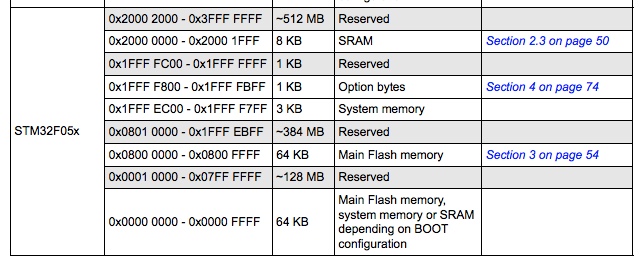 0x2000 2000 - 0x3FFF FFFF ~512 MB Reserved
0x2000 0000 - 0x2000 1FFF 8 KB SRAM Section 2.3 on page 50
0x1FFF FC00 - 0x1FFF FFFF 1 KB Reserved
0x1FFF F800 - 0x1FFF FBFF 1 KB Option bytes Section 4 on page 74
0x1FFF EC00 - 0x1FFF F7FF 3 KB System memory
STM32F05x 0x0801 0000 - 0x1FFF EBFF ~384 MB Reserved
0x0800 0000 - 0x0800 FFFF 64 KB Main Flash memory Section 3 on page 54
0x0001 0000 - 0x07FF FFFF ~128 MB Reserved
0x0000 0000 - 0x0000 FFFF 64 KB Main Flash memory,
system memory or SRAM
depending on BOOT
configuration